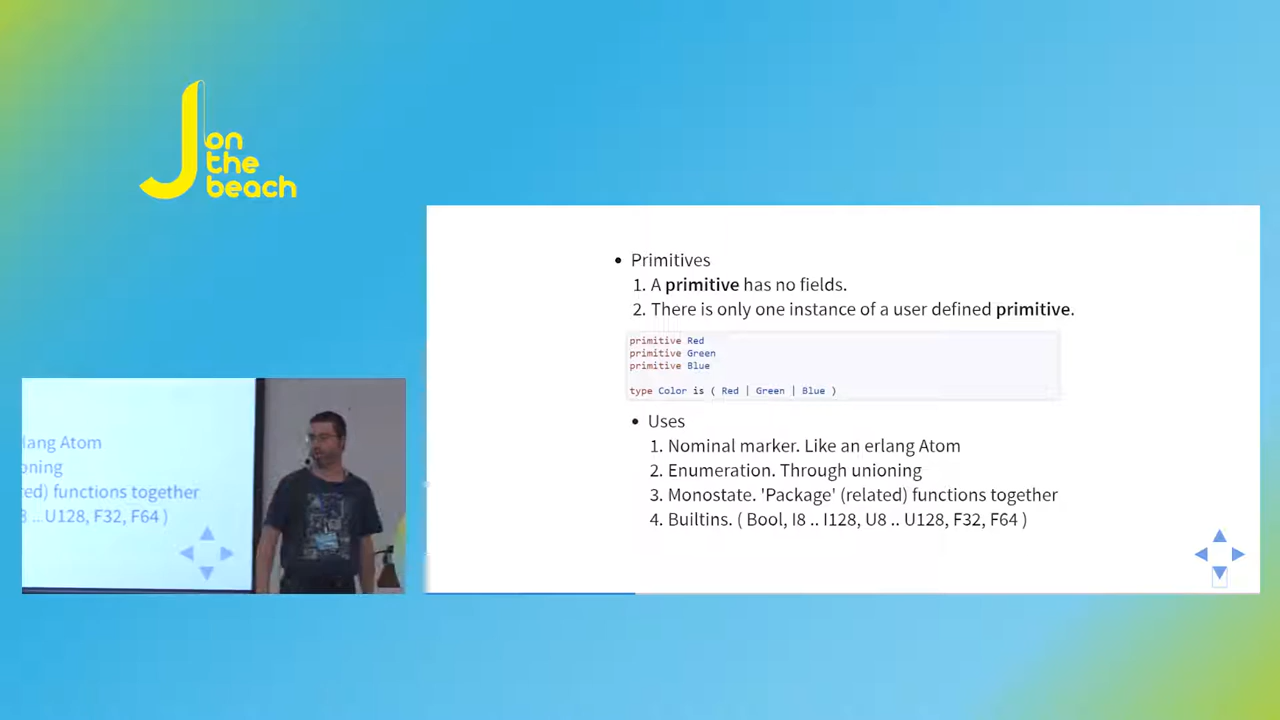 J on
the
beach
• Primitives
1. A primitive has no fields.
2. There is only one instance of a user defined primitive.
primitive Red
primitive Green
primitive Blue
type Color is ( Red | Green | Blue )
• Uses
1. Nominal marker. Like an erlang Atom
2. Enumeration. Through unioning
3. Monostate. 'Package' (related) functions together
4. Builtins. ( Bool, I8 .. I128, U8 .. U128, F32, F64 )
lang Atom
oning
ed) functions together
8 ...U128, F32, F64 )